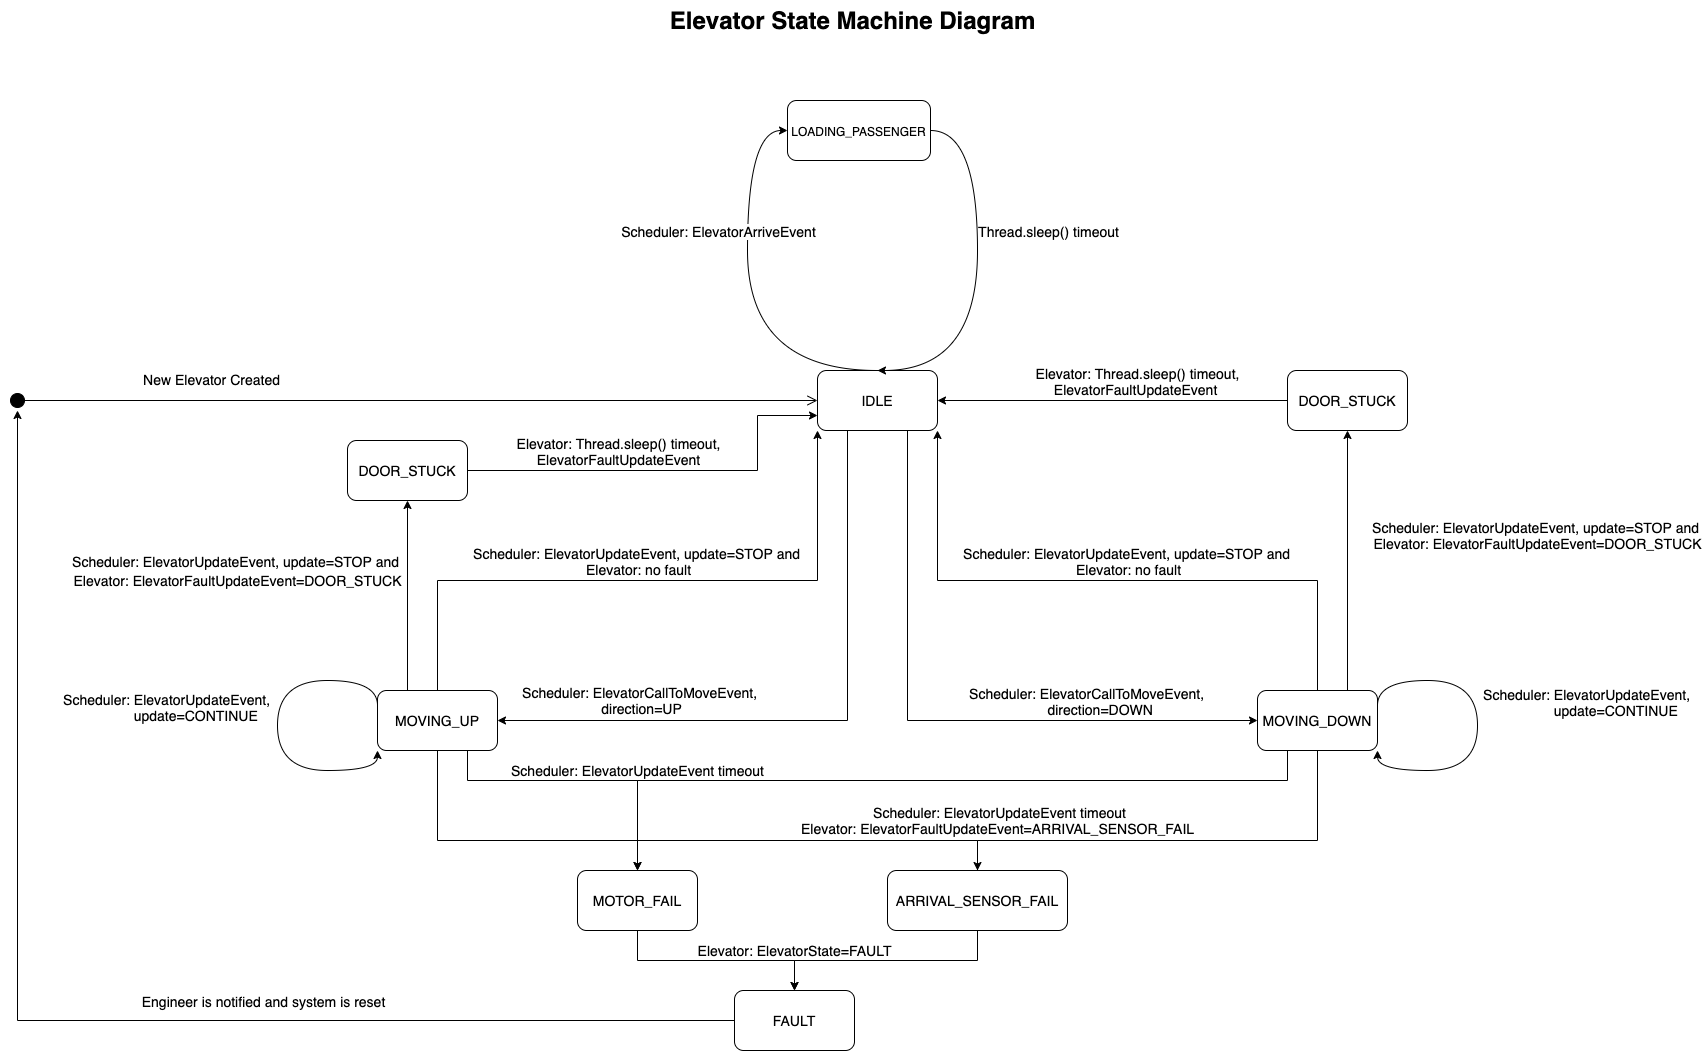 Elevator State Machine Diagram
LOADING_PASSENGER
Scheduler: ElevatorArriveEvent
Thread.sleep() timeout
New Elevator Created
IDLE
Elevator: Thread.sleep() timeout,
ElevatorFaultUpdateEvent
DOOR_STUCK
DOOR_STUCK
Elevator: Thread.sleep() timeout,
ElevatorFaultUpdateEvent
Scheduler: ElevatorUpdateEvent, update=STOP and
Elevator: ElevatorFaultUpdateEvent=DOOR_STUCK
Scheduler: ElevatorUpdateEvent, update=STOP and
Elevator: no fault
Scheduler: ElevatorUpdateEvent, update=STOP and
Elevator: no fault
Scheduler: ElevatorUpdateEvent, update=STOP and
Elevator: ElevatorFaultUpdateEvent=DOOR_STUCK
Scheduler: ElevatorUpdateEvent,
update=CONTINUE
MOVING_UP
Scheduler: ElevatorCallToMoveEvent,
direction=UP
Scheduler: ElevatorCallToMoveEvent,
direction=DOWN
MOVING_DOWN
Scheduler: ElevatorUpdateEvent,
update=CONTINUE
Scheduler: ElevatorUpdateEvent timeout
Scheduler: ElevatorUpdateEvent timeout
Elevator: ElevatorFaultUpdateEvent=ARRIVAL_SENSOR_FAIL
MOTOR_FAIL
ARRIVAL_SENSOR_FAIL
Elevator: ElevatorState=FAULT
Engineer is notified and system is reset
FAULT